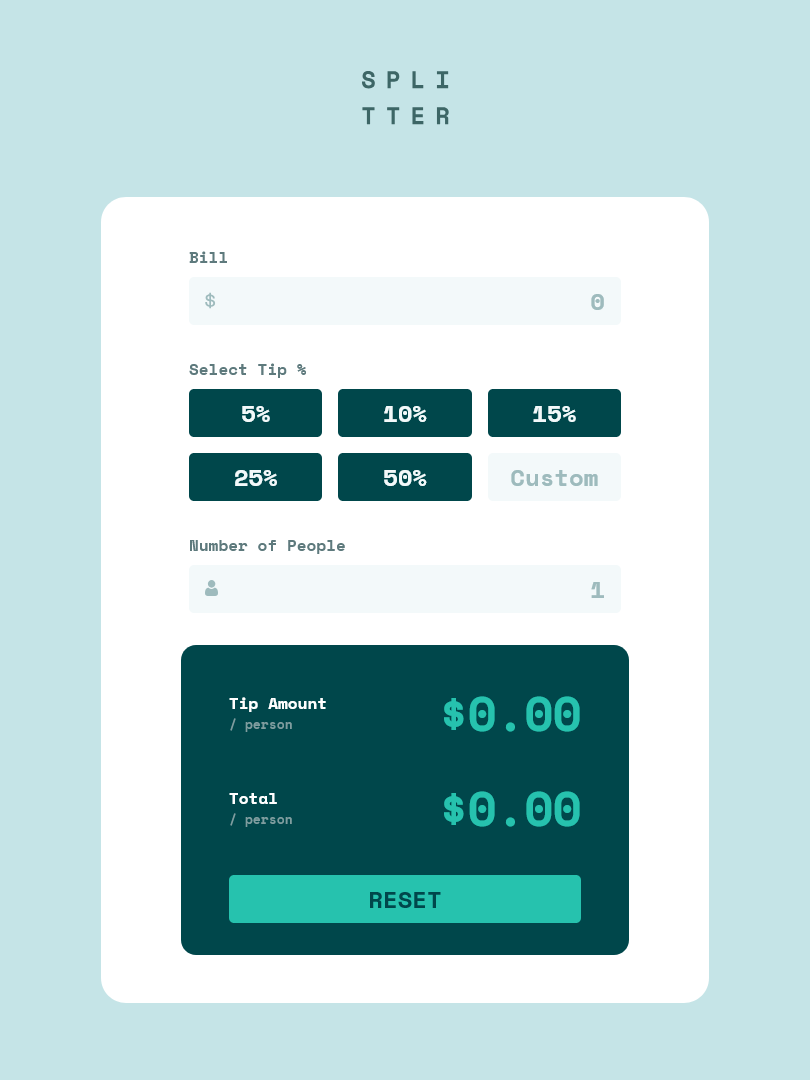 SPLI
TTER
Bill
$ 0
Select Tip %
5% 10% 15%
25% 50% Custom
Number of People
1
Tip Amount
/ person
$0.00
Total
/ person
$0.00
RESET